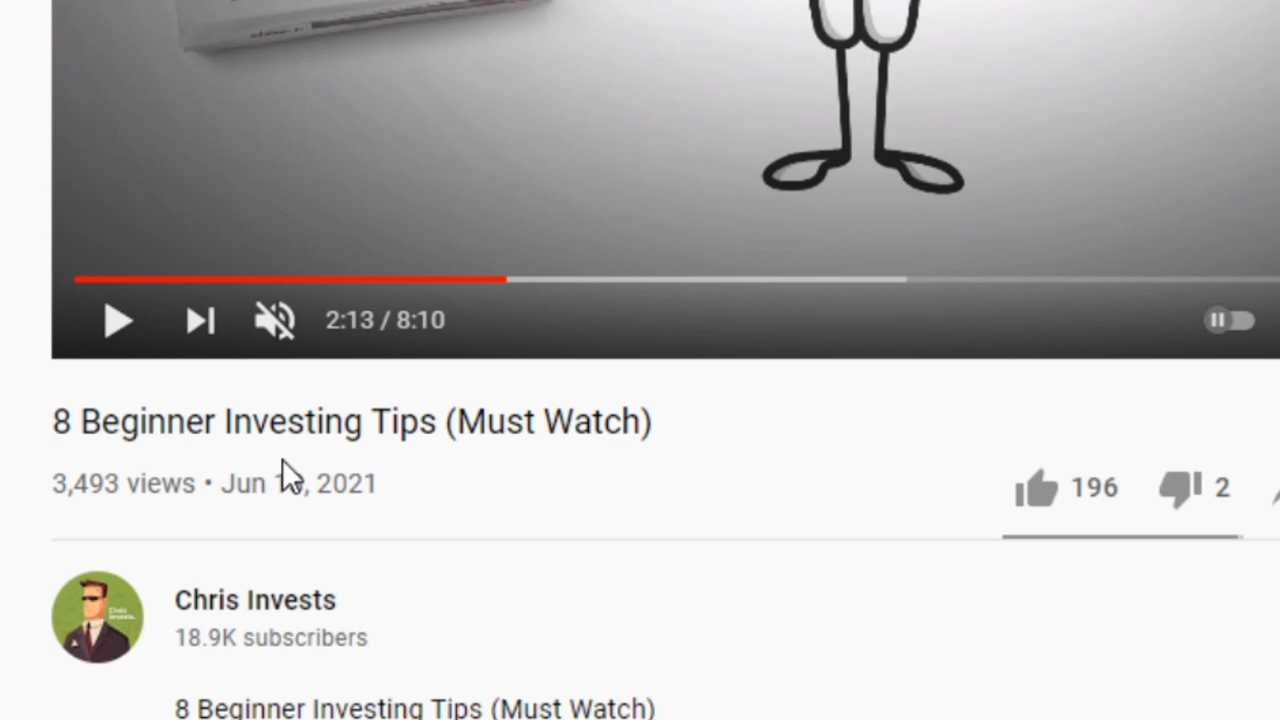 2:13 / 8:10
8 Beginner Investing Tips (Must Watch)
3,493 views • Jun , 2021
196
2
Chris Invests
18.9K subscribers
8 Beginner Investing Tips (Must Watch)